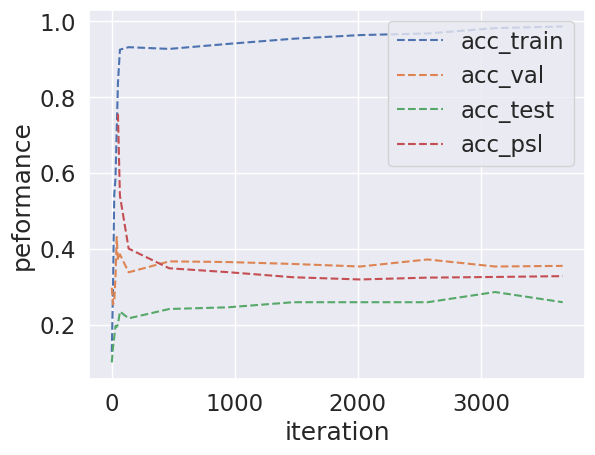 1.0
0.8
0.6
0.4
0.2
peformance
acc_train
acc_val
acc_test
acc_psl
0 1000 2000 3000
iteration